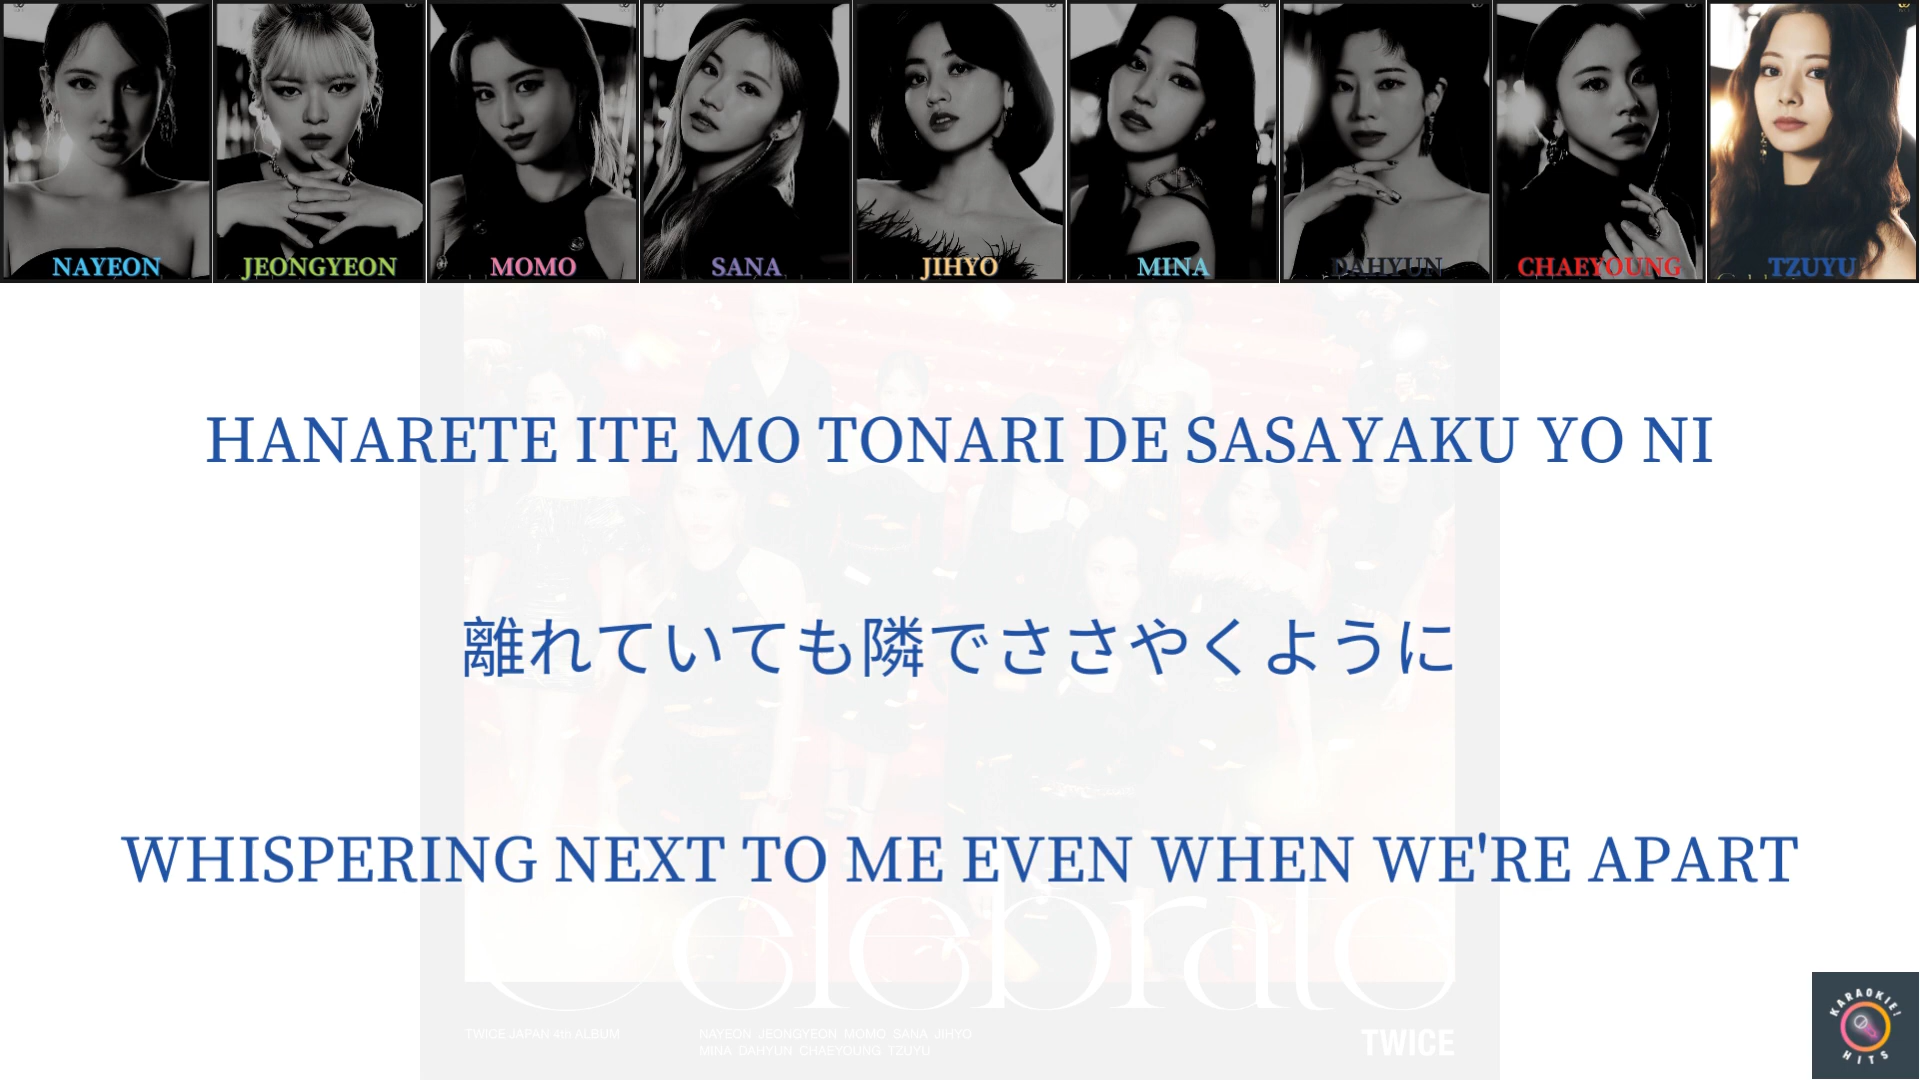 NAYEON JEONGYEON MOMO SANA JIHYO MINA DAHYUN CHAEYOUNG TZUYU
HANARETE ITE MO TONARI DE SASAYAKU YO NI
離れていても隣でささやくように
WHISPERING NEXT TO ME EVEN WHEN WE'RE APART
Celebrate
TWICE JAPAN 4th ALBUM
NAYEON JEONGYEON MOMO SANA JIHYO
MINA DAHYUN CHAEYOUNG TZUYU
TWICE
KARAOKIE!
HITS